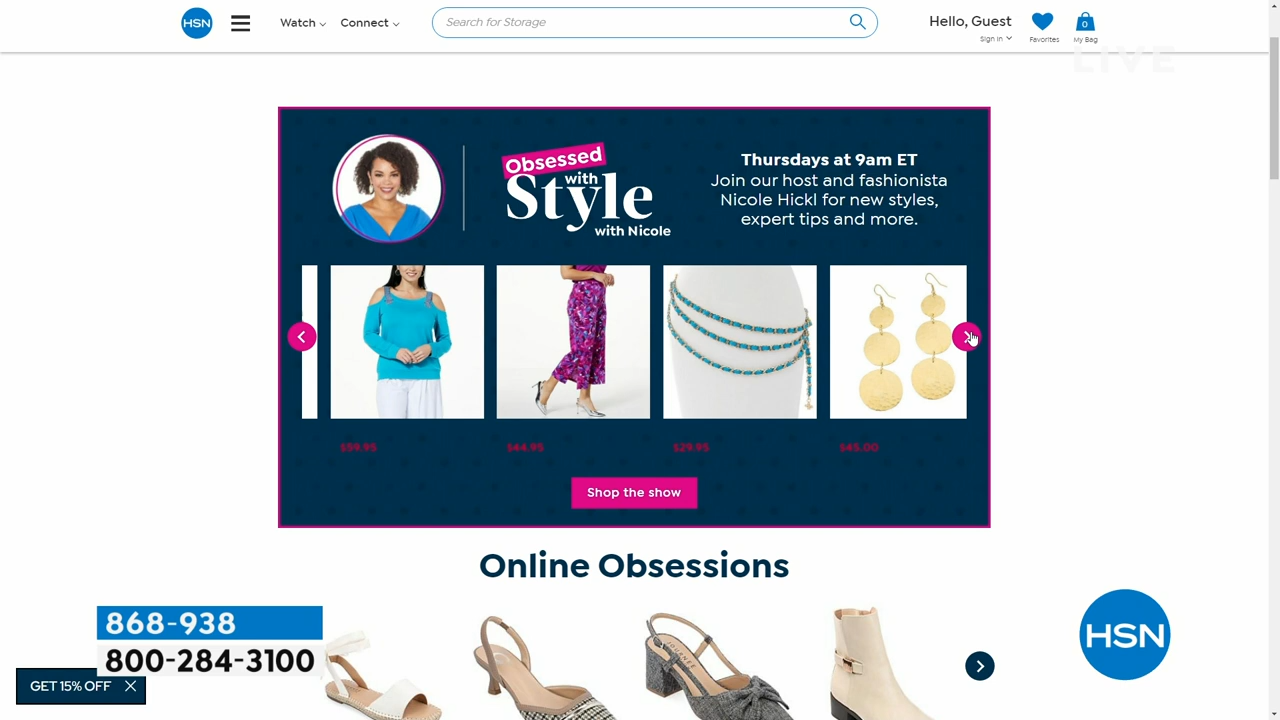 HSN
Watch
Connect
Search for Storage
Hello, Guest
Sign in
Favorites
0
My Bag
LIVE
Obsessed
with
Style
with Nicole
Thursdays at 9am ET
Join our host and fashionista
Nicole Hickl for new styles,
expert tips and more.
$59.95
$44.95
$29.95
$45.00
Shop the show
Online Obsessions
868-938
800-284-3100
GET 15% OFF
HSN